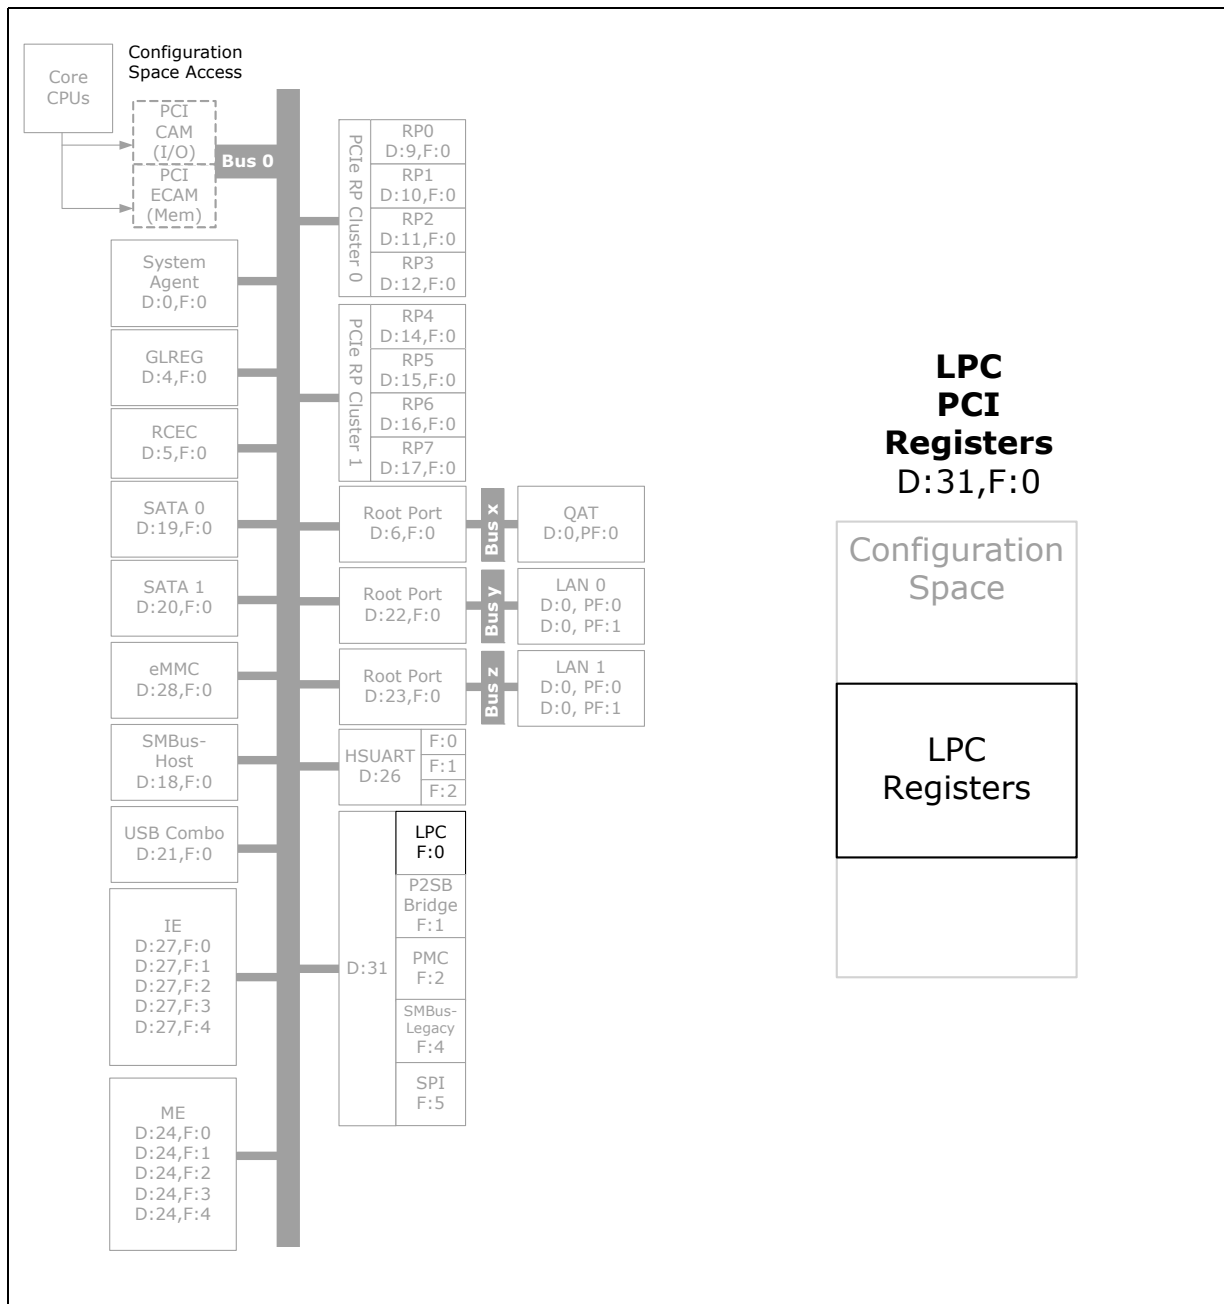 Configuration
Space Access
Core
CPUs
PCI
CAM
(I/O)
PCI
ECAM
(Mem)
Bus 0
System
Agent
D:0,F:0
GLREG
D:4,F:0
RCEC
D:5,F:0
SATA 0
D:19,F:0
SATA 1
D:20,F:0
eMMC
D:28,F:0
SMBus-
Host
D:18,F:0
USB Combo
D:21,F:0
IE
D:27,F:0
D:27,F:1
D:27,F:2
D:27,F:3
D:27,F:4
ME
D:24,F:0
D:24,F:1
D:24,F:2
D:24,F:3
D:24,F:4
PCIe RP Cluster 0
RP0
D:9,F:0
RP1
D:10,F:0
RP2
D:11,F:0
RP3
D:12,F:0
PCIe RP Cluster 1
RP4
D:14,F:0
RP5
D:15,F:0
RP6
D:16,F:0
RP7
D:17,F:0
Root Port
D:6,F:0
Bus x
QAT
D:0,PF:0
Root Port
D:22,F:0
Bus y
LAN 0
D:0, PF:0
D:0, PF:1
Root Port
D:23,F:0
Bus z
LAN 1
D:0, PF:0
D:0, PF:1
HSUART
D:26
F:0
F:1
F:2
D:31
LPC
F:0
P2SB
Bridge
F:1
PMC
F:2
SMBus-
Legacy
F:4
SPI
F:5
LPC
PCI
Registers
D:31,F:0
Configuration
Space
LPC
Registers